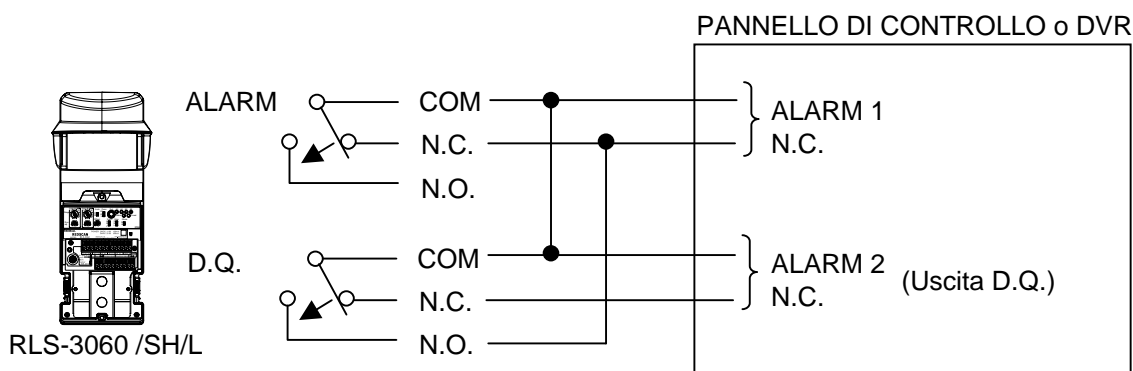 PANNELLO DI CONTROLLO o DVR
ALARM
COM
N.C.
N.O.
ALARM 1
N.C.
D.Q.
COM
N.C.
N.O.
ALARM 2
N.C.
(Uscita D.Q.)
RLS-3060 /SH/L